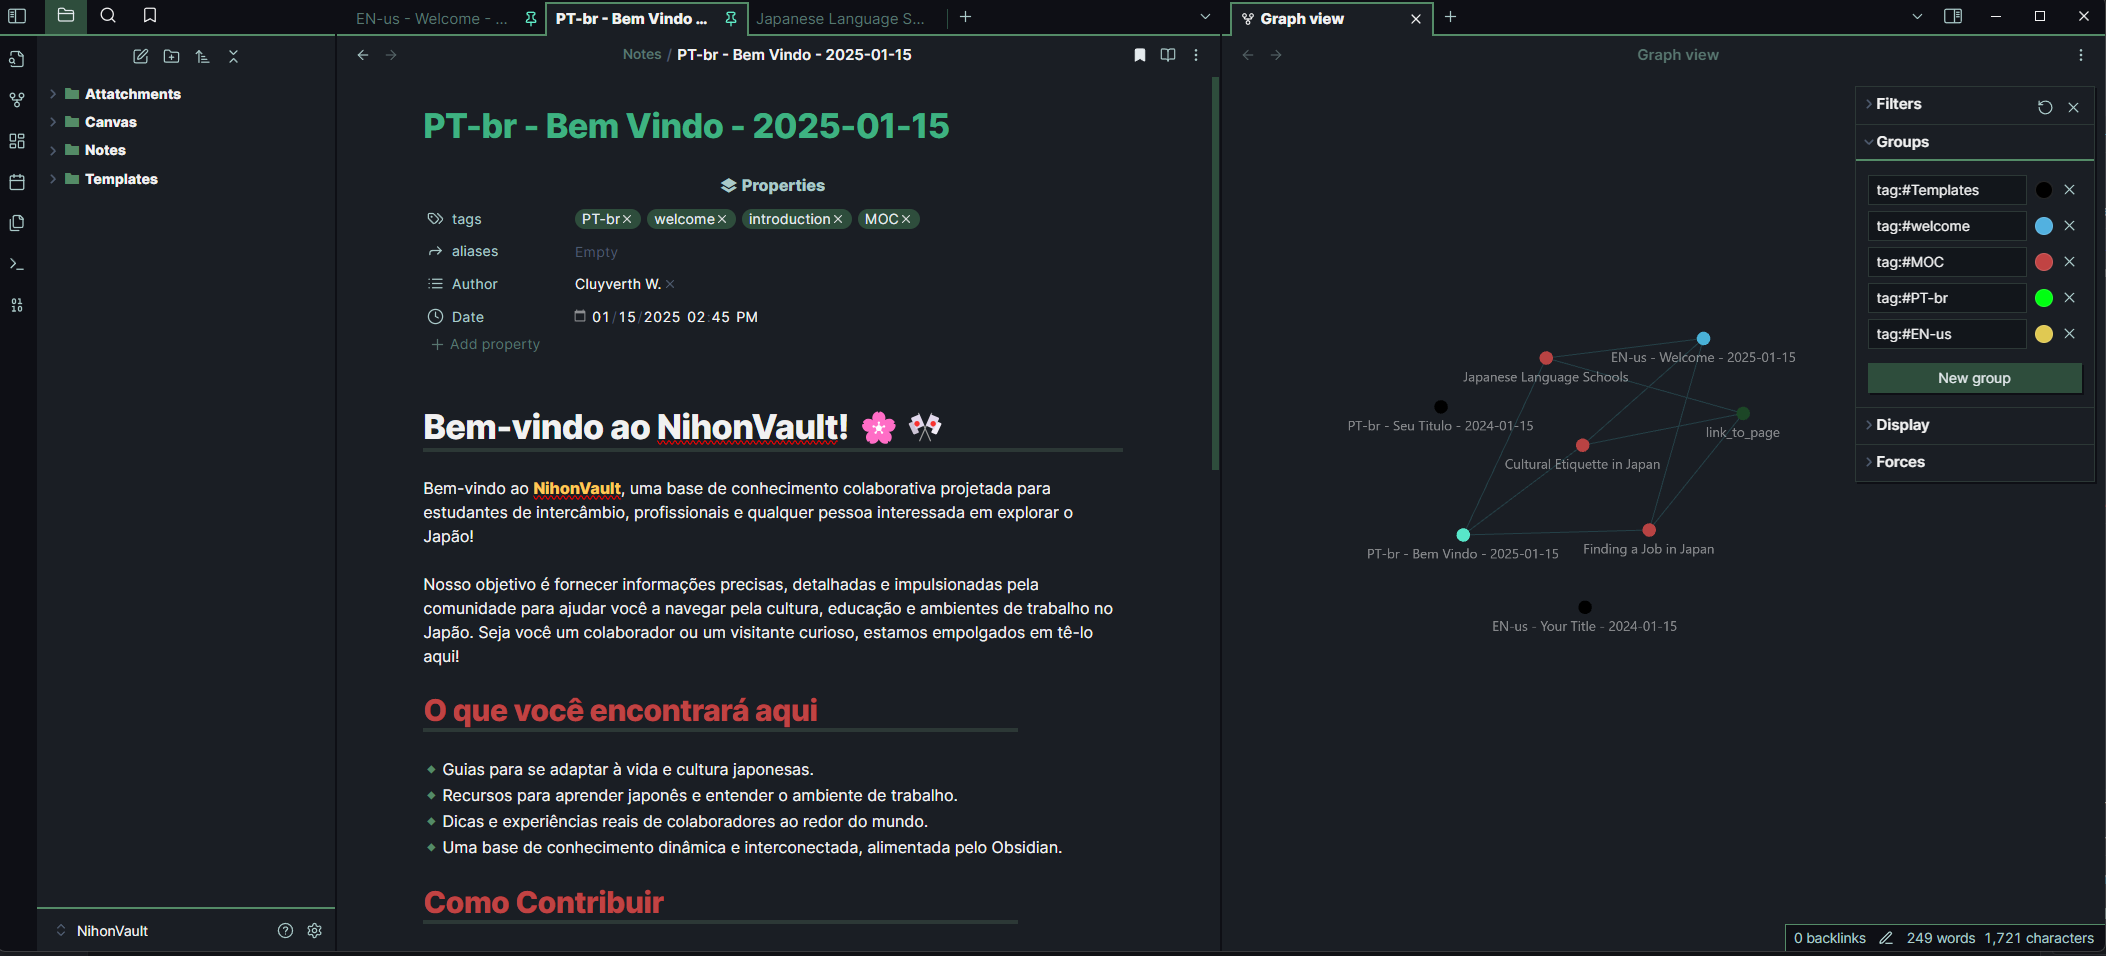 EN-us - Welcome - ...
PT-br - Bem Vindo ...
Japanese Language S...
Graph view
Notes / PT-br - Bem Vindo - 2025-01-15
Graph view
Attatchments
Canvas
Notes
Templates
NihonVault
PT-br - Bem Vindo - 2025-01-15
Properties
tags PT-br welcome introduction MOC
aliases Empty
Author Cluyverth W.
Date 01/15/2025 02:45 PM
Add property
Bem-vindo ao NihonVault! 🌸 🎌
Bem-vindo ao NihonVault, uma base de conhecimento colaborativa projetada para
estudantes de intercâmbio, profissionais e qualquer pessoa interessada em explorar o
Japão!
Nosso objetivo é fornecer informações precisas, detalhadas e impulsionadas pela
comunidade para ajudar você a navegar pela cultura, educação e ambientes de trabalho no
Japão. Seja você um colaborador ou um visitante curioso, estamos empolgados em tê-lo
aqui!
O que você encontrará aqui
Guias para se adaptar à vida e cultura japonesas.
Recursos para aprender japonês e entender o ambiente de trabalho.
Dicas e experiências reais de colaboradores ao redor do mundo.
Uma base de conhecimento dinâmica e interconectada, alimentada pelo Obsidian.
Como Contribuir
EN-us - Welcome - 2025-01-15
Japanese Language Schools
PT-br - Seu Titulo - 2024-01-15
link_to_page
Cultural Etiquette in Japan
PT-br - Bem Vindo - 2025-01-15
Finding a Job in Japan
EN-us - Your Title - 2024-01-15
Filters
Groups
tag:#Templates
tag:#welcome
tag:#MOC
tag:#PT-br
tag:#EN-us
New group
Display
Forces
0 backlinks 249 words 1,721 characters